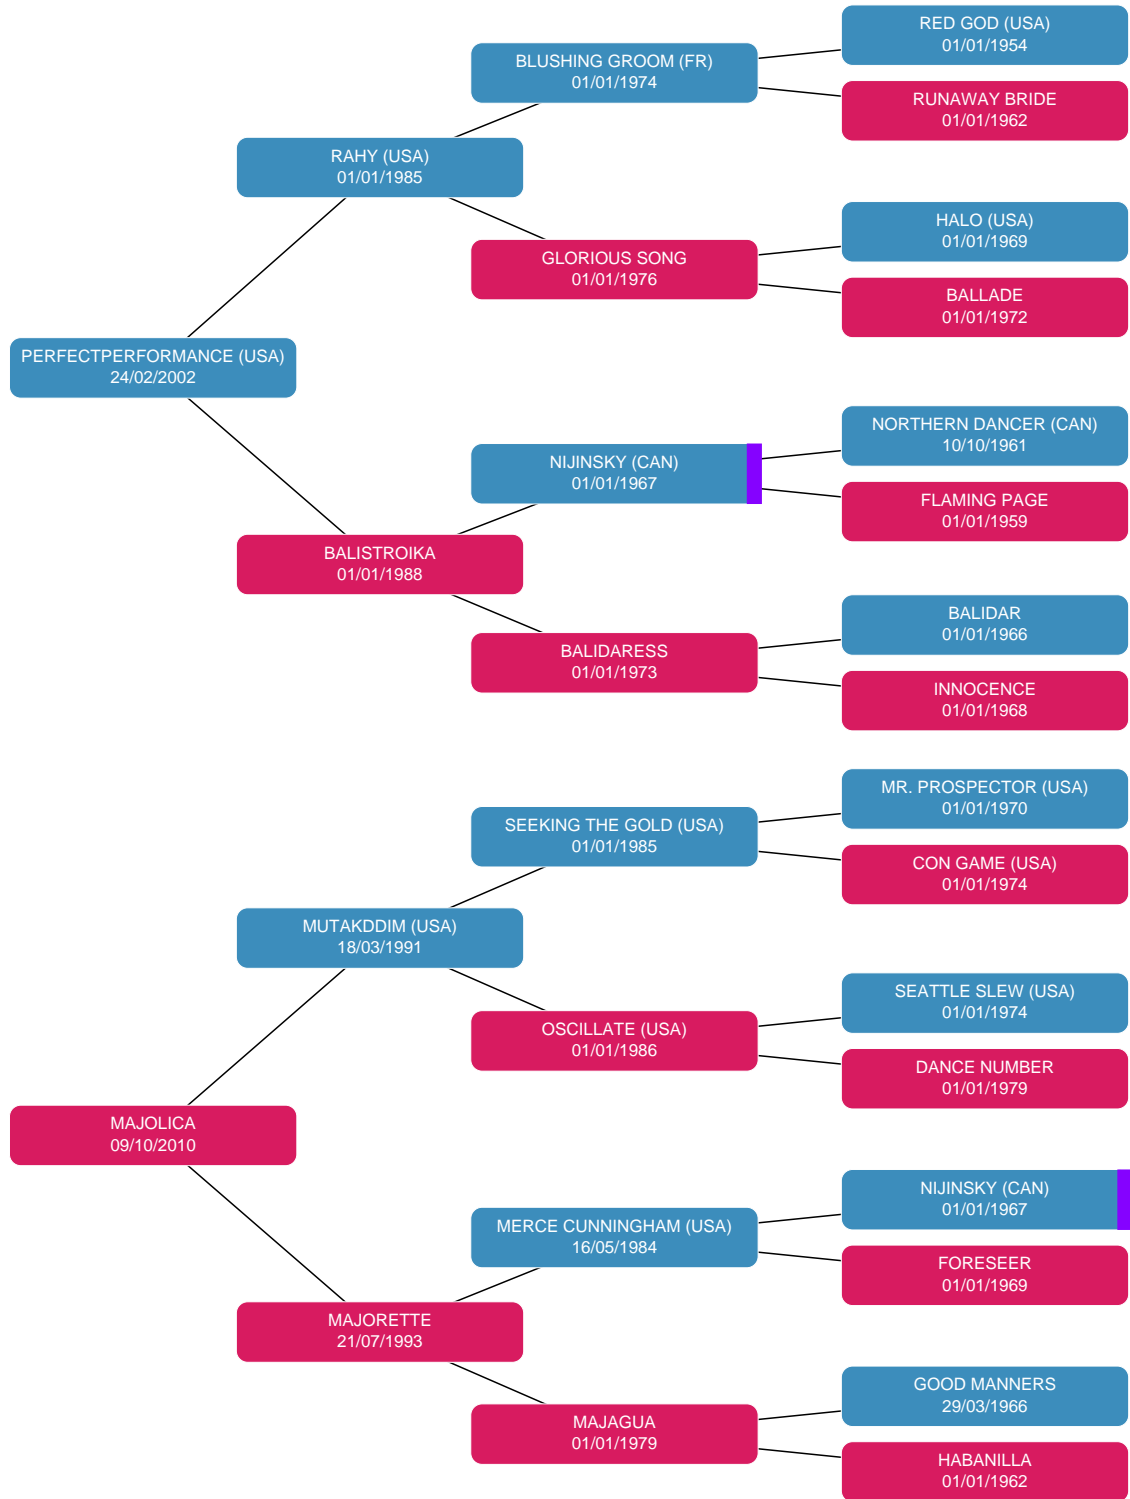 RED GOD (USA)
01/01/1954
BLUSHING GROOM (FR)
01/01/1974
RUNAWAY BRIDE
01/01/1962
RAHY (USA)
01/01/1985
HALO (USA)
01/01/1969
GLORIOUS SONG
01/01/1976
BALLADE
01/01/1972
PERFECTPERFORMANCE (USA)
24/02/2002
NORTHERN DANCER (CAN)
10/10/1961
NIJINSKY (CAN)
01/01/1967
FLAMING PAGE
01/01/1959
BALISTROIKA
01/01/1988
BALIDAR
01/01/1966
BALIDARESS
01/01/1973
INNOCENCE
01/01/1968
MR. PROSPECTOR (USA)
01/01/1970
SEEKING THE GOLD (USA)
01/01/1985
CON GAME (USA)
01/01/1974
MUTAKDDIM (USA)
18/03/1991
SEATTLE SLEW (USA)
01/01/1974
OSCILLATE (USA)
01/01/1986
DANCE NUMBER
01/01/1979
MAJOLICA
09/10/2010
NIJINSKY (CAN)
01/01/1967
MERCE CUNNINGHAM (USA)
16/05/1984
FORESEER
01/01/1969
MAJORETTE
21/07/1993
GOOD MANNERS
29/03/1966
MAJAGUA
01/01/1979
HABANILLA
01/01/1962